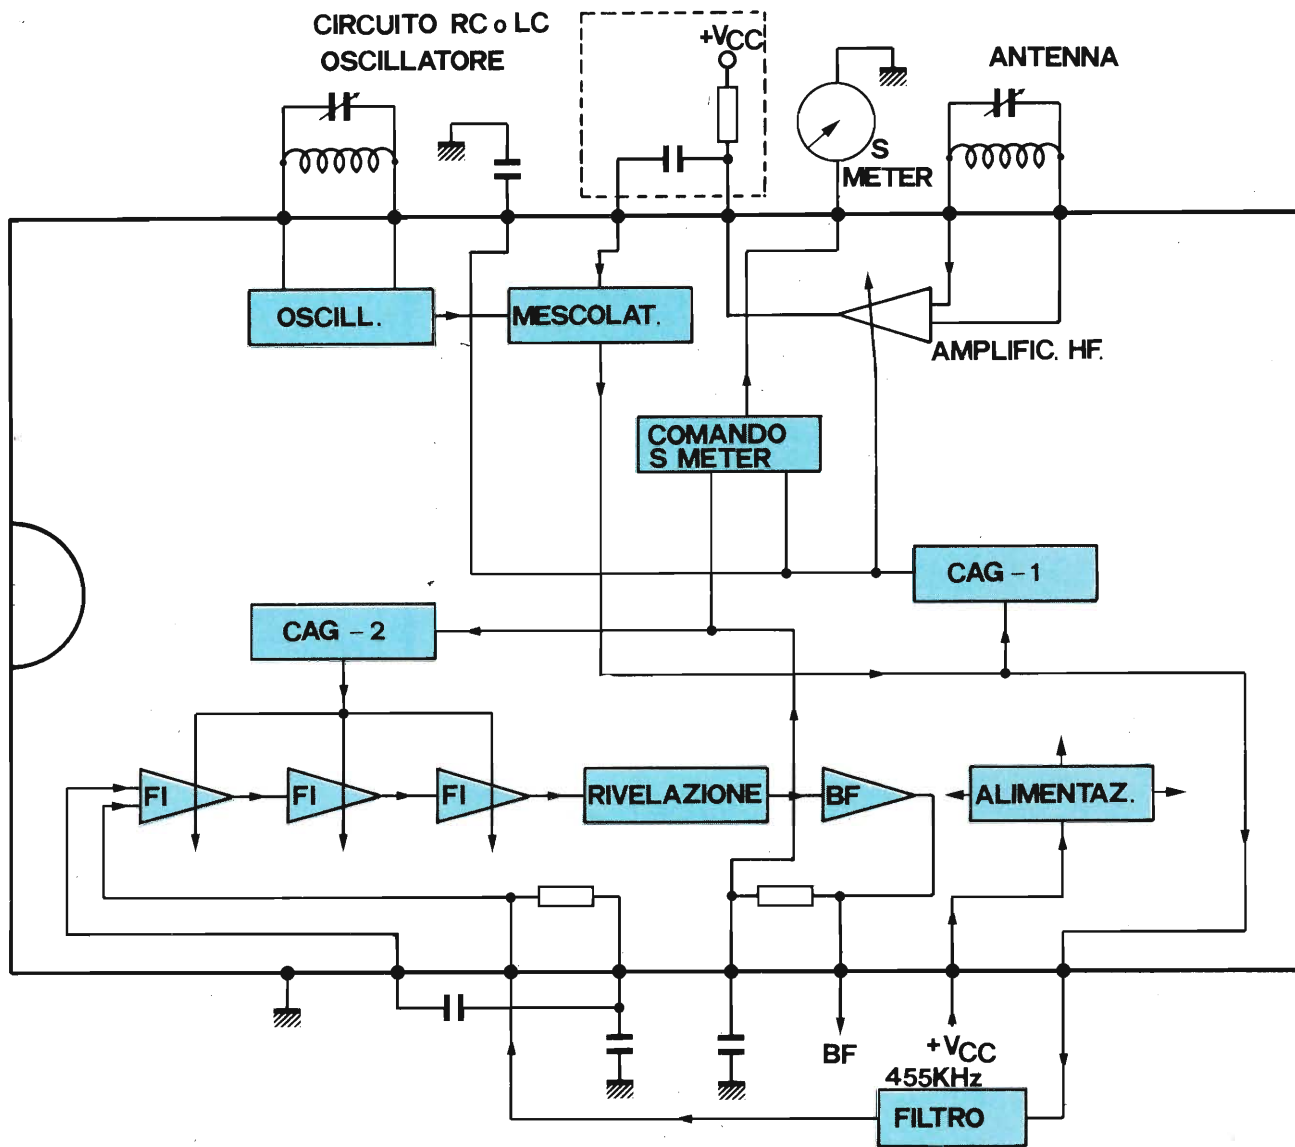 CIRCUITO RC o LC
OSCILLATORE
+VCC
ANTENNA
S
METER
OSCILL.
MESCOLAT.
AMPLIFIC. HF.
COMANDO
S METER
CAG - 1
CAG - 2
FI
FI
FI
RIVELAZIONE
BF
ALIMENTAZ.
BF
+VCC
455KHz
FILTRO